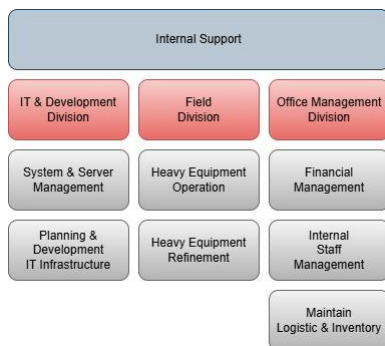 Internal Support
IT & Development
Division
Field
Division
Office Management
Division
System & Server
Management
Heavy Equipment
Operation
Financial
Management
Planning &
Development
IT Infrastructure
Heavy Equipment
Refinement
Internal
Staff
Management
Maintain
Logistic & Inventory